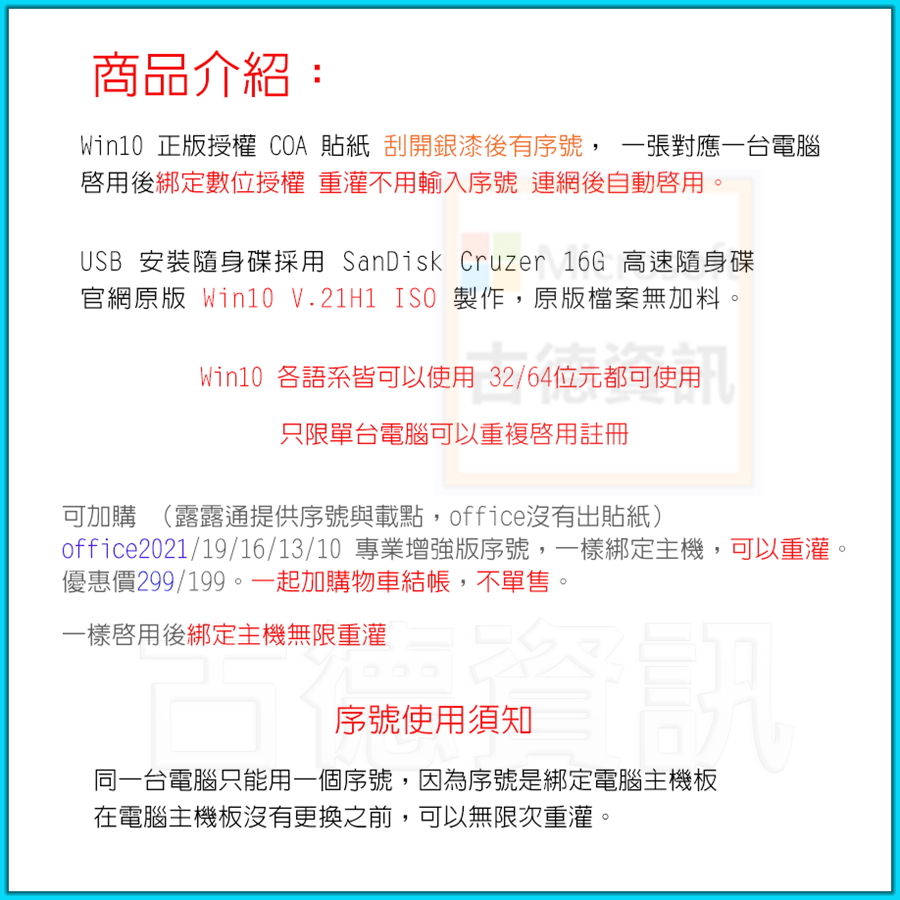 商品介紹：
Win10 正版授權 COA 貼紙 刮開銀漆後有序號， 一張對應一台電腦
啓用後綁定數位授權 重灌不用輸入序號 連網後自動啓用。
Microsoft
USB 安裝隨身碟採用 SanDisk Cruzer 16G 高速隨身碟
官網原版 Win10 V.21H1 ISO 製作，原版檔案無加料。
古德資訊
Win10 各語系皆可以使用 32/64位元都可使用
只限單台電腦可以重複啓用註冊
可加購 （露露通提供序號與載點，office沒有出貼紙）
office2021/19/16/13/10 專業增強版序號，一樣綁定主機，可以重灌。
優惠價299/199。一起加購物車結帳，不單售。
一樣啓用後綁定主機無限重灌
古德資訊
序號使用須知
同一台電腦只能用一個序號，因為序號是綁定電腦主機板
在電腦主機板沒有更換之前，可以無限次重灌。